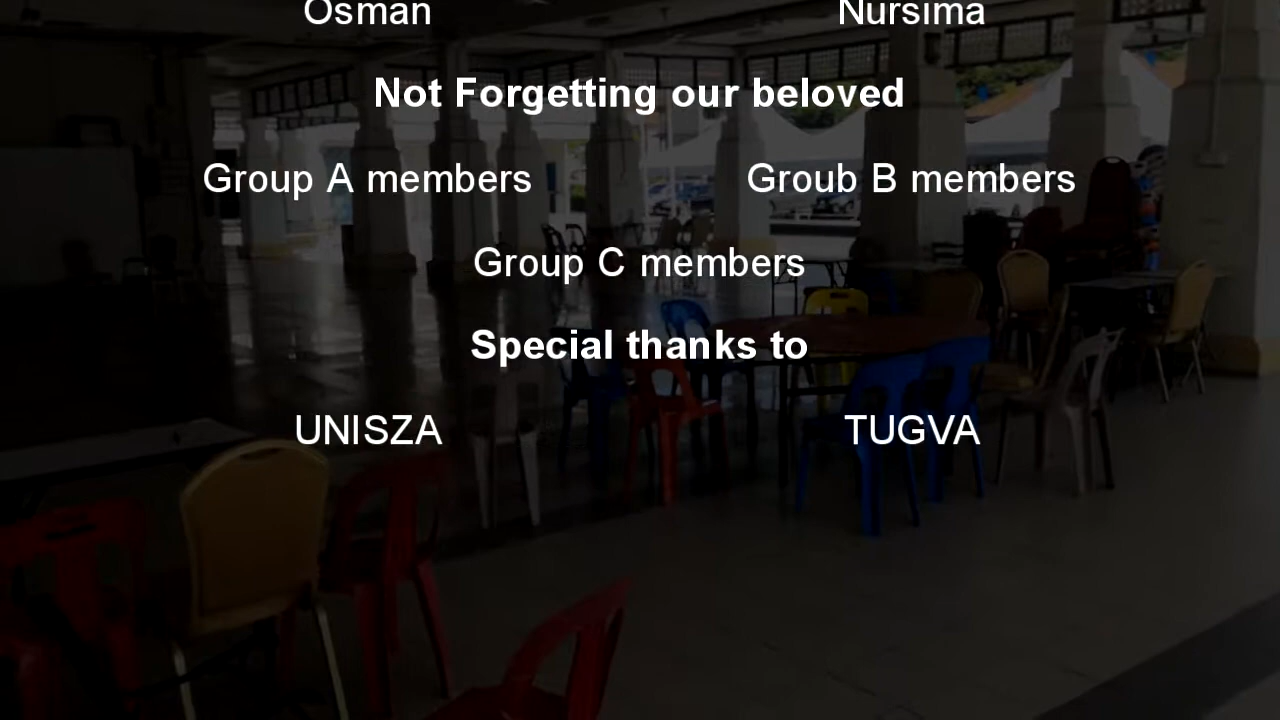 Osman Nursima
Not Forgetting our beloved
Group A members Groub B members
Group C members
Special thanks to
UNISZA TUGVA